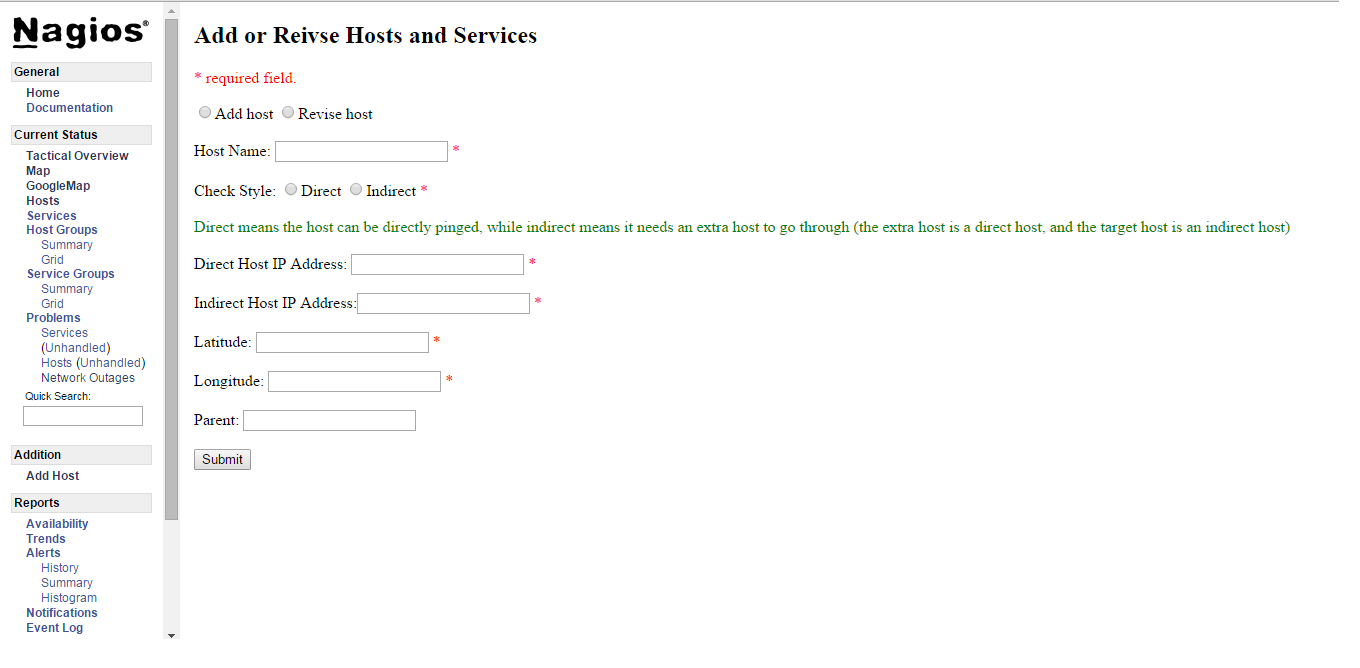 Nagios®
General
Home
Documentation
Current Status
Tactical Overview
Map
GoogleMap
Hosts
Services
Host Groups
Summary
Grid
Service Groups
Summary
Grid
Problems
Services
(Unhandled)
Hosts (Unhandled)
Network Outages
Quick Search:
Addition
Add Host
Reports
Availability
Trends
Alerts
History
Summary
Histogram
Notifications
Event Log
Add or Reivse Hosts and Services
* required field.
Add host Revise host
Host Name: *
Check Style: Direct Indirect *
Direct means the host can be directly pinged, while indirect means it needs an extra host to go through (the extra host is a direct host, and the target host is an indirect host)
Direct Host IP Address: *
Indirect Host IP Address: *
Latitude: *
Longitude: *
Parent:
Submit